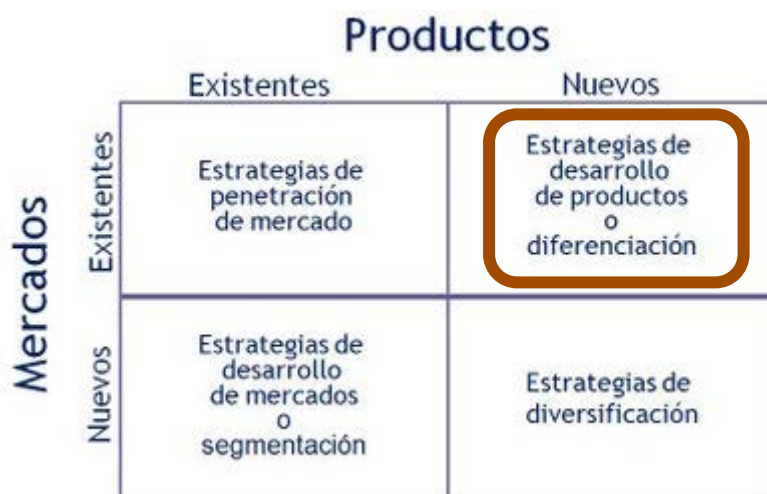 Productos
Existentes
Nuevos
Mercados
Existentes
Estrategias de
penetración
de mercado
Estrategias de
desarrollo
de productos
o
diferenciación
Nuevos
Estrategias de
desarrollo
de mercados
o
segmentación
Estrategias de
diversificación